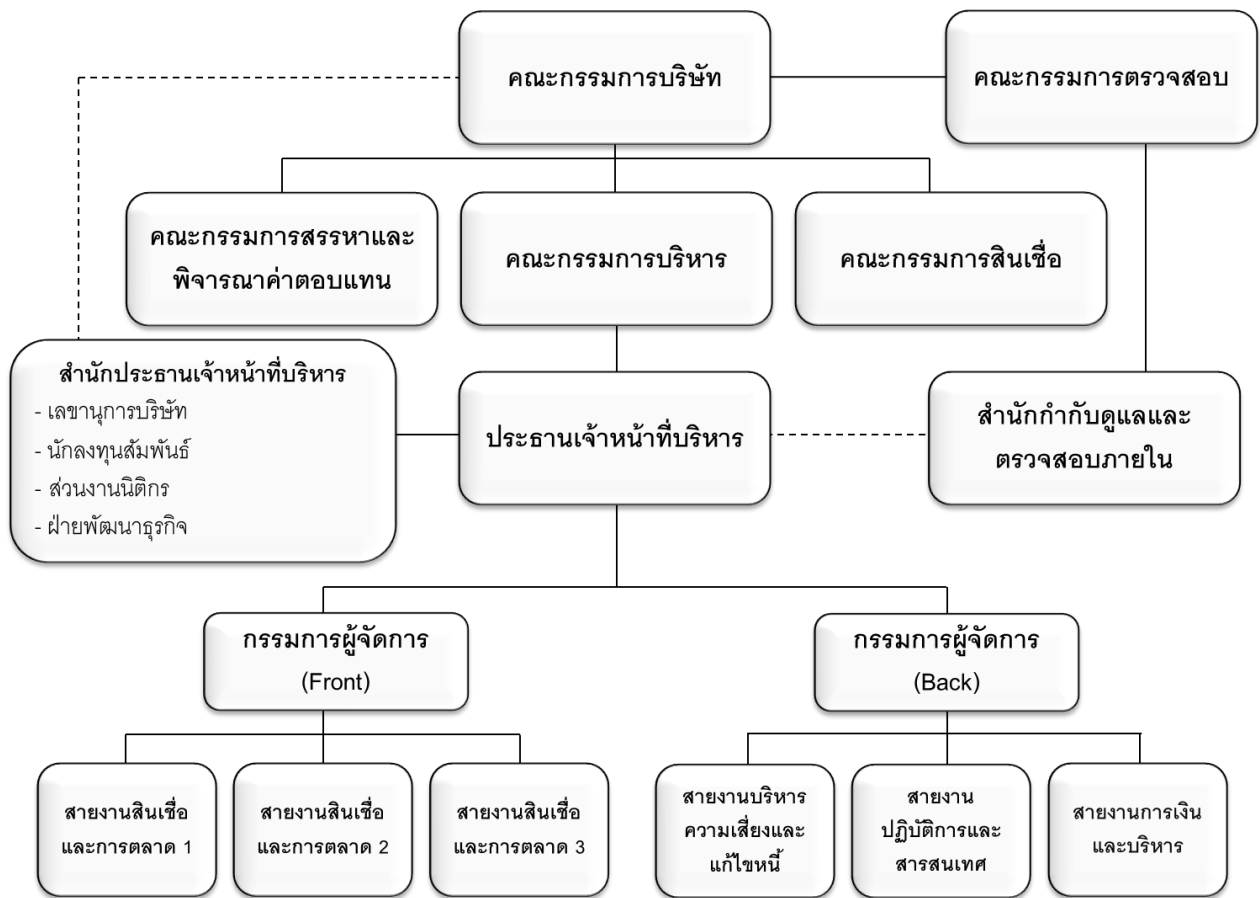 คณะกรรมการบริษัท
คณะกรรมการตรวจสอบ
คณะกรรมการสรรหาและ
พิจารณาค่าตอบแทน
คณะกรรมการบริหาร
คณะกรรมการสินเชื่อ
สำนักประธานเจ้าหน้าที่บริหาร
- เลขานุการบริษัท
- นักลงทุนสัมพันธ์
- ส่วนงานนิติกร
- ฝ่ายพัฒนาธุรกิจ
ประธานเจ้าหน้าที่บริหาร
สำนักกำกับดูแลและ
ตรวจสอบภายใน
กรรมการผู้จัดการ
(Front)
กรรมการผู้จัดการ
(Back)
สายงานสินเชื่อ
และการตลาด 1
สายงานสินเชื่อ
และการตลาด 2
สายงานสินเชื่อ
และการตลาด 3
สายงานบริหาร
ความเสี่ยงและ
แก้ไขหนี้
สายงาน
ปฏิบัติการและ
สารสนเทศ
สายงานการเงิน
และบริหาร